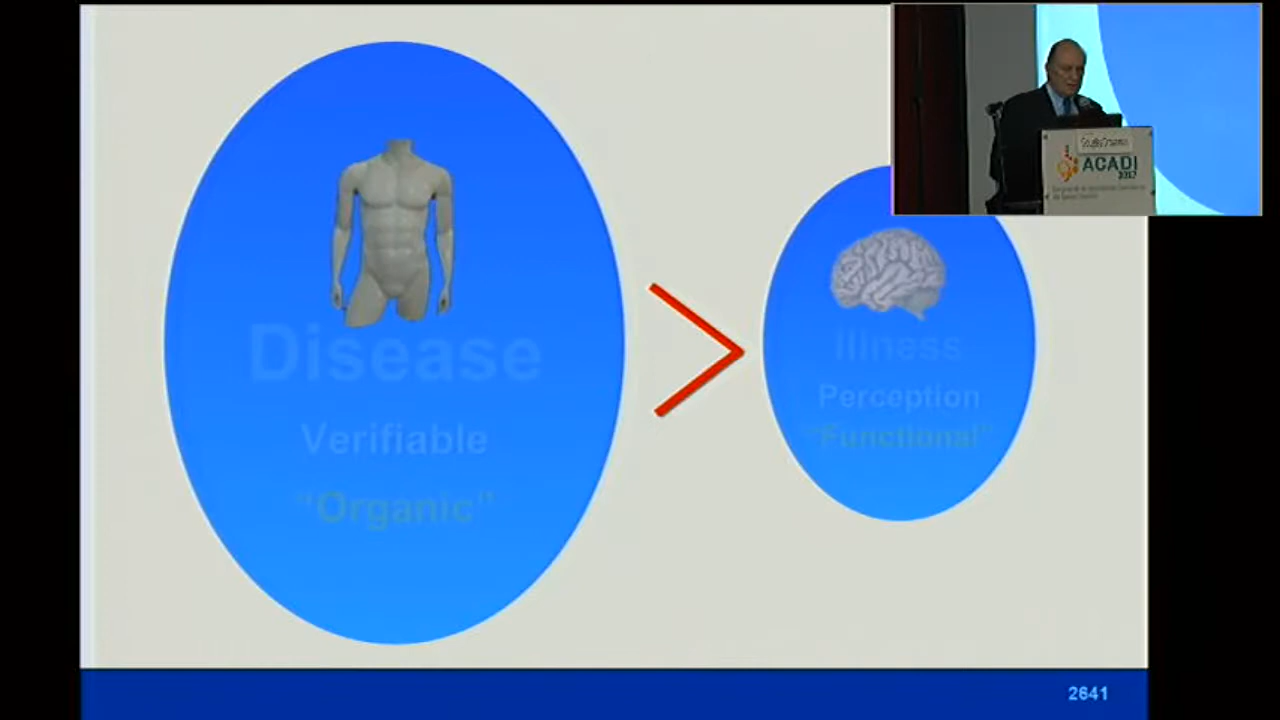 Disease
Verifiable
“Organic”
Illness
Perception
“Functional”
ACADI
2017
2641